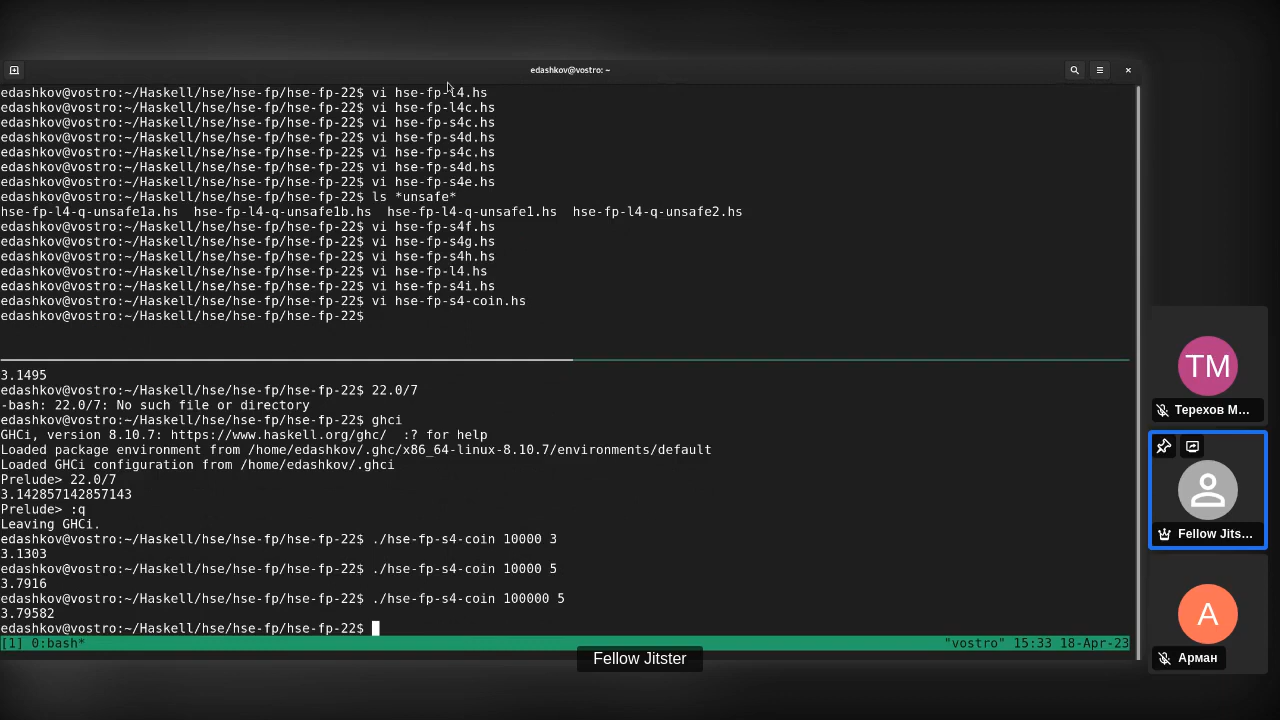 edashkov@vostro: ~
edashkov@vostro:~/Haskell/hse/hse-fp/hse-fp-22$ vi hse-fp-l4.hs
edashkov@vostro:~/Haskell/hse/hse-fp/hse-fp-22$ vi hse-fp-l4c.hs
edashkov@vostro:~/Haskell/hse/hse-fp/hse-fp-22$ vi hse-fp-s4c.hs
edashkov@vostro:~/Haskell/hse/hse-fp/hse-fp-22$ vi hse-fp-s4d.hs
edashkov@vostro:~/Haskell/hse/hse-fp/hse-fp-22$ vi hse-fp-s4c.hs
edashkov@vostro:~/Haskell/hse/hse-fp/hse-fp-22$ vi hse-fp-s4d.hs
edashkov@vostro:~/Haskell/hse/hse-fp/hse-fp-22$ vi hse-fp-s4e.hs
edashkov@vostro:~/Haskell/hse/hse-fp/hse-fp-22$ ls *unsafe*
hse-fp-l4-q-unsafe1a.hs  hse-fp-l4-q-unsafe1b.hs  hse-fp-l4-q-unsafe1.hs  hse-fp-l4-q-unsafe2.hs
edashkov@vostro:~/Haskell/hse/hse-fp/hse-fp-22$ vi hse-fp-s4f.hs
edashkov@vostro:~/Haskell/hse/hse-fp/hse-fp-22$ vi hse-fp-s4g.hs
edashkov@vostro:~/Haskell/hse/hse-fp/hse-fp-22$ vi hse-fp-s4h.hs
edashkov@vostro:~/Haskell/hse/hse-fp/hse-fp-22$ vi hse-fp-l4.hs
edashkov@vostro:~/Haskell/hse/hse-fp/hse-fp-22$ vi hse-fp-s4i.hs
edashkov@vostro:~/Haskell/hse/hse-fp/hse-fp-22$ vi hse-fp-s4-coin.hs
edashkov@vostro:~/Haskell/hse/hse-fp/hse-fp-22$
3.1495
edashkov@vostro:~/Haskell/hse/hse-fp/hse-fp-22$ 22.0/7
-bash: 22.0/7: No such file or directory
edashkov@vostro:~/Haskell/hse/hse-fp/hse-fp-22$ ghci
GHCi, version 8.10.7: https://www.haskell.org/ghc/  :? for help
Loaded package environment from /home/edashkov/.ghc/x86_64-linux-8.10.7/environments/default
Loaded GHCi configuration from /home/edashkov/.ghci
Prelude> 22.0/7
3.142857142857143
Prelude> :q
Leaving GHCi.
edashkov@vostro:~/Haskell/hse/hse-fp/hse-fp-22$ ./hse-fp-s4-coin 10000 3
3.1303
edashkov@vostro:~/Haskell/hse/hse-fp/hse-fp-22$ ./hse-fp-s4-coin 10000 5
3.7916
edashkov@vostro:~/Haskell/hse/hse-fp/hse-fp-22$ ./hse-fp-s4-coin 100000 5
3.79582
edashkov@vostro:~/Haskell/hse/hse-fp/hse-fp-22$
[1] 0:bash*  "vostro" 15:33 18-Apr-23
Fellow Jitster
TM
Терехов М...
Fellow Jits...
A
Арман